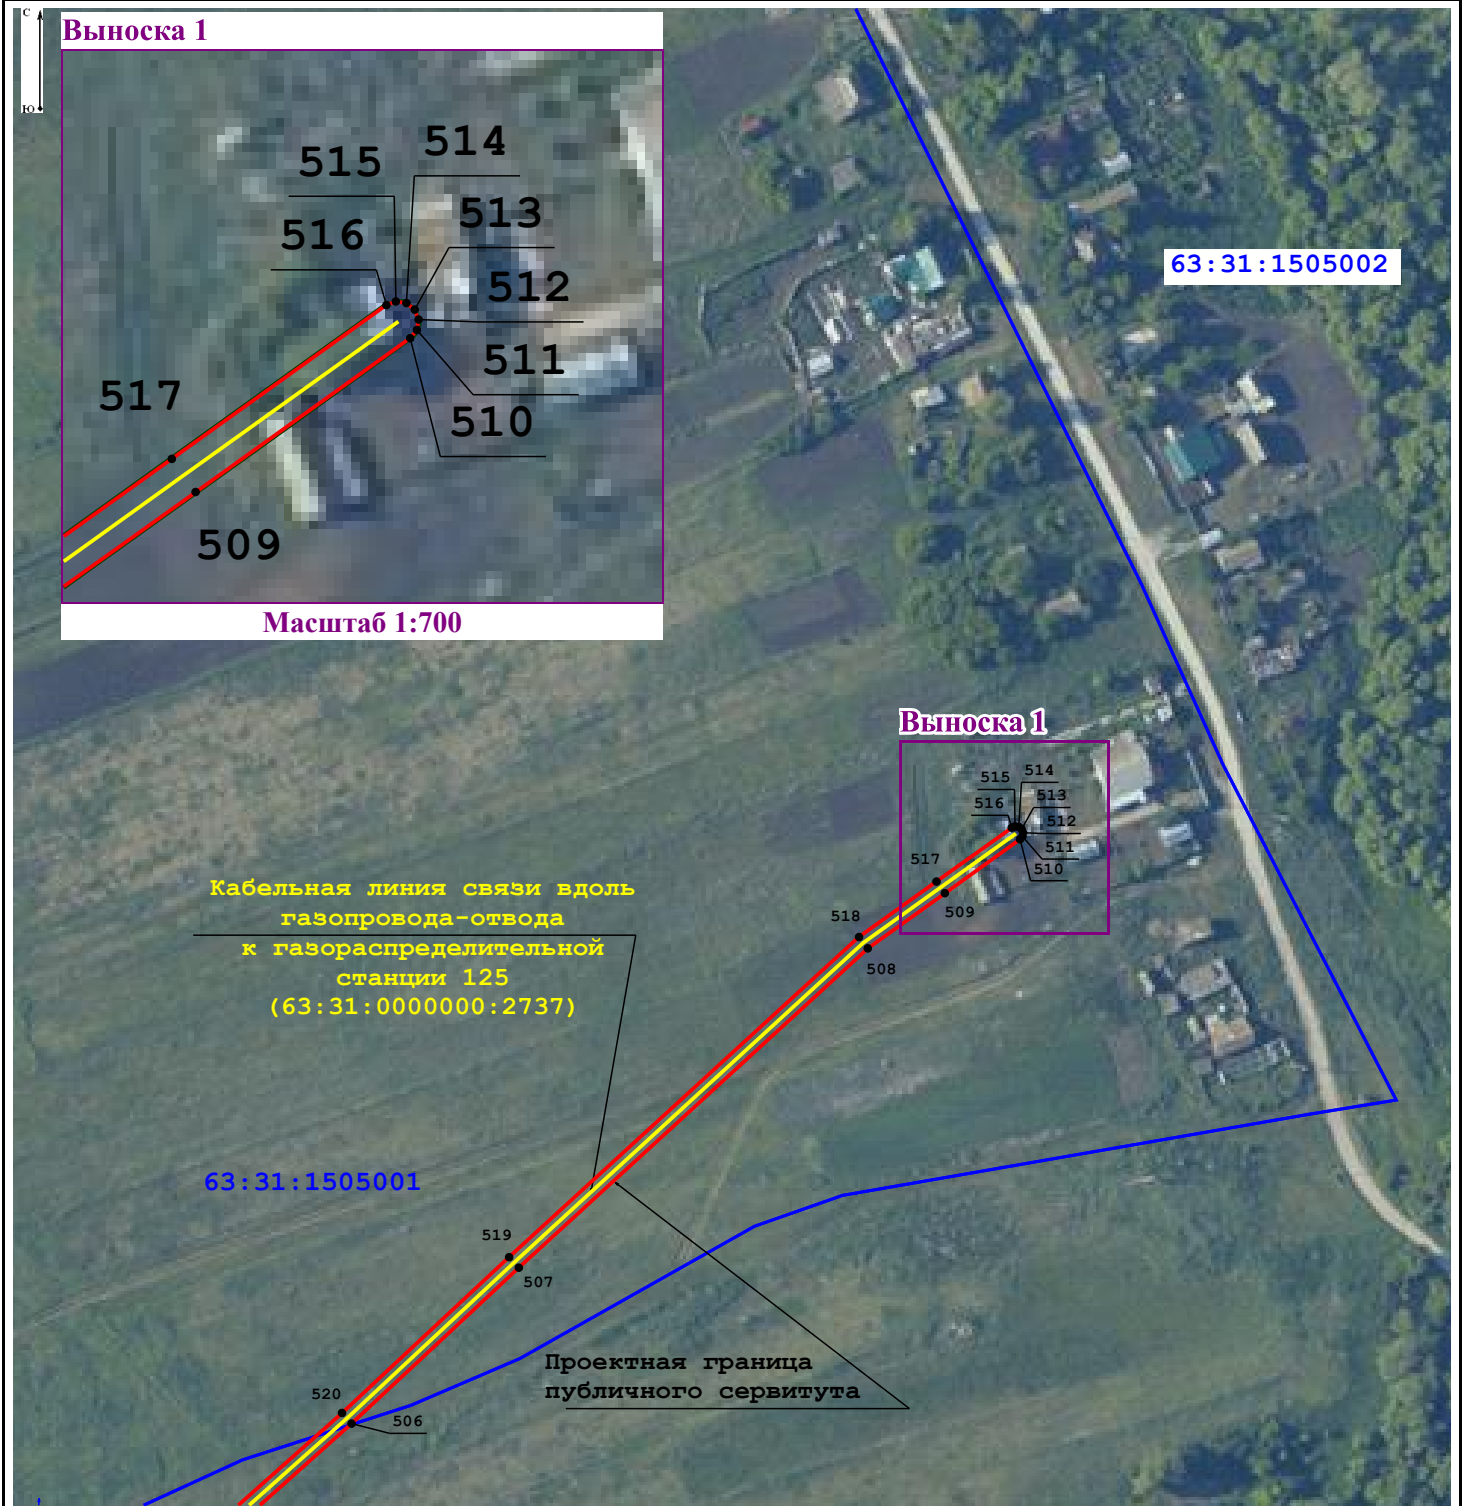 С
Ю
Выноска 1
514
515
513
516
512
511
517
510
509
Масштаб 1:700
63:31:1505002
Выноска 1
514
515
513
516
512
511
517
510
509
518
508
Кабельная линия связи вдоль
газопровода-отвода
к газораспределительной
станции 125
(63:31:0000000:2737)
63:31:1505001
519
507
Проектная граница
публичного сервитута
520
506